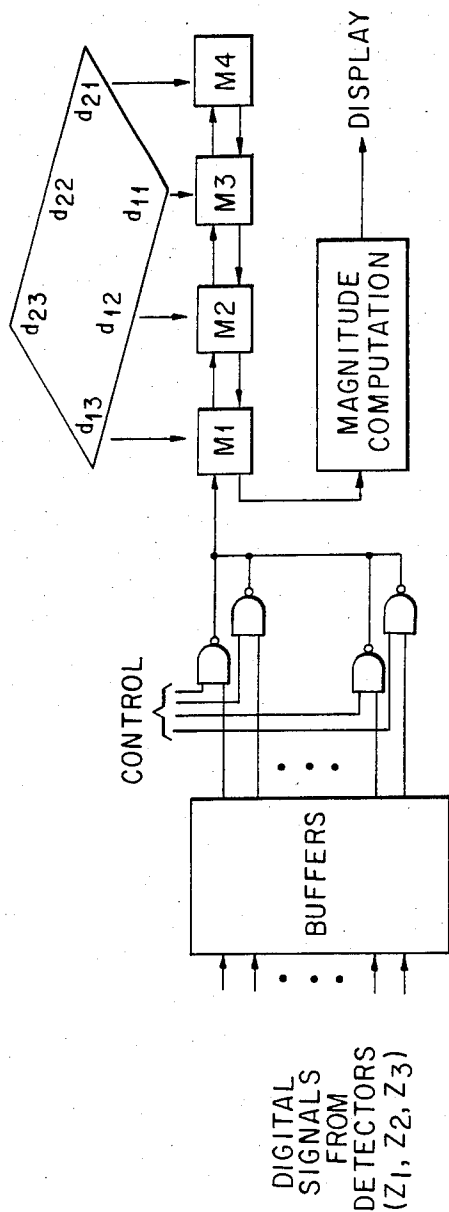 d23
d22
d21
d13
d12
d11
M1
M2
M3
M4
CONTROL
BUFFERS
MAGNITUDE
COMPUTATION
DISPLAY
DIGITAL
SIGNALS
FROM
DETECTORS
(Z1, Z2, Z3)